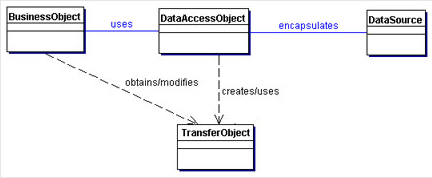 BusinessObject
uses
DataAccessObject
encapsulates
DataSource
obtains/modifies
creates/uses
TransferObject